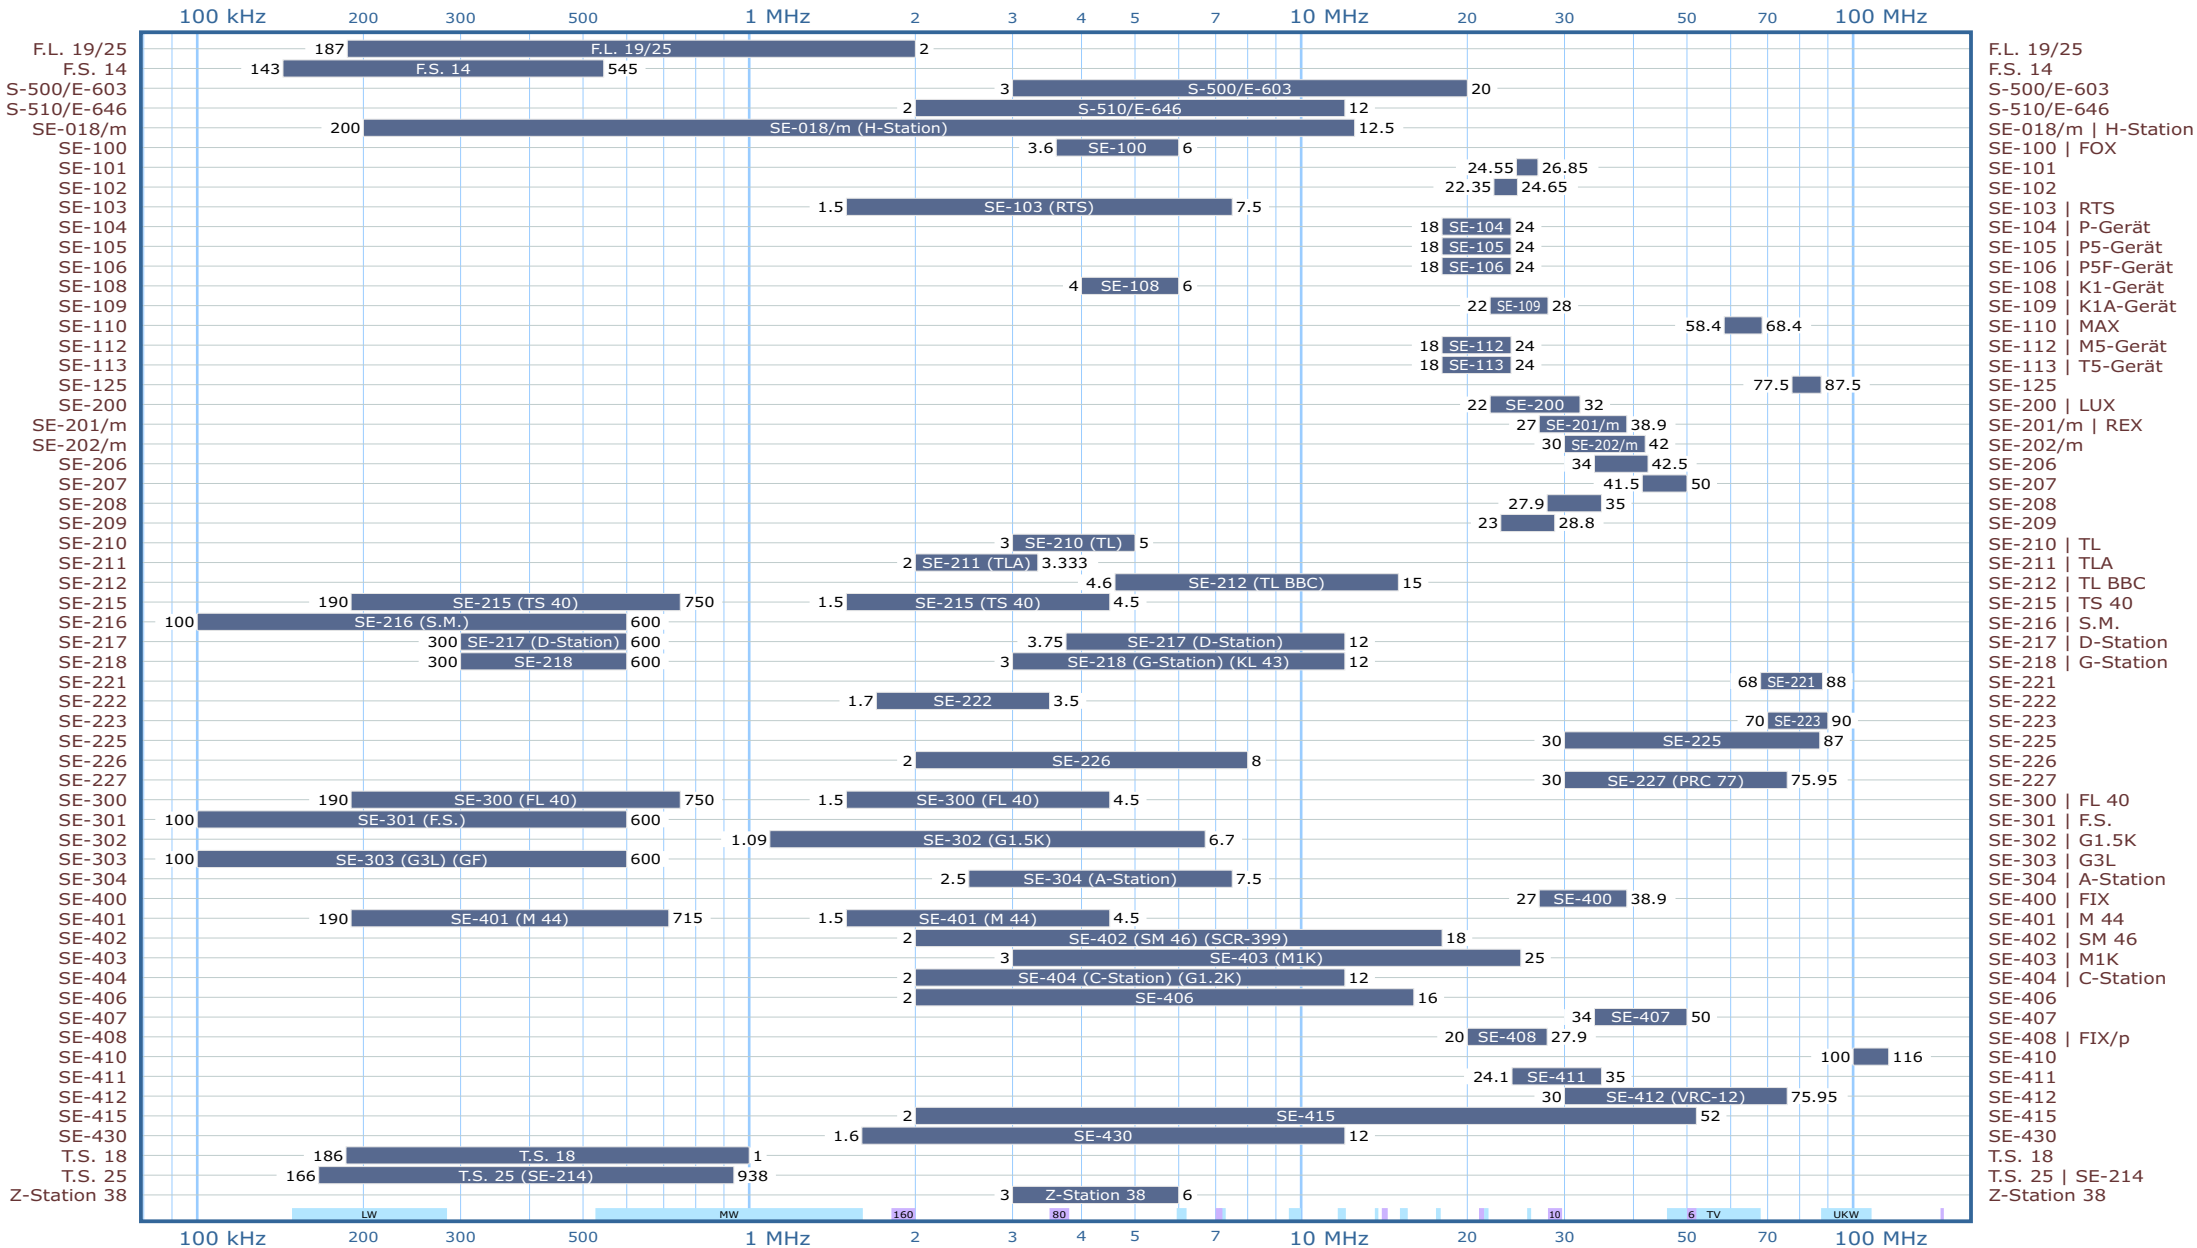 100 kHz 200 300 500 1 MHz 2 3 4 5 7 10 MHz 20 30 50 70 100 MHz
F.L. 19/25 187 F.L. 19/25 2 F.L. 19/25
F.S. 14 143 F.S. 14 545 F.S. 14
S-500/E-603 3 S-500/E-603 20 S-500/E-603
S-510/E-646 2 S-510/E-646 12 S-510/E-646
SE-018/m 200 SE-018/m (H-Station) 12.5 SE-018/m | H-Station
SE-100 3.6 SE-100 6 SE-100 | FOX
SE-101 24.55 26.85 SE-101
SE-102 22.35 24.65 SE-102
SE-103 1.5 SE-103 (RTS) 7.5 SE-103 | RTS
SE-104 18 SE-104 24 SE-104 | P-Gerät
SE-105 18 SE-105 24 SE-105 | P5-Gerät
SE-106 18 SE-106 24 SE-106 | P5F-Gerät
SE-108 4 SE-108 6 SE-108 | K1-Gerät
SE-109 22 SE-109 28 SE-109 | K1A-Gerät
SE-110 58.4 68.4 SE-110 | MAX
SE-112 18 SE-112 24 SE-112 | M5-Gerät
SE-113 18 SE-113 24 SE-113 | T5-Gerät
SE-125 77.5 87.5 SE-125
SE-200 22 SE-200 32 SE-200 | LUX
SE-201/m 27 SE-201/m 38.9 SE-201/m | REX
SE-202/m 30 SE-202/m 42 SE-202/m
SE-206 34 42.5 SE-206
SE-207 41.5 50 SE-207
SE-208 27.9 35 SE-208
SE-209 23 28.8 SE-209
SE-210 3 SE-210 (TL) 5 SE-210 | TL
SE-211 2 SE-211 (TLA) 3.333 SE-211 | TLA
SE-212 4.6 SE-212 (TL BBC) 15 SE-212 | TL BBC
SE-215 190 SE-215 (TS 40) 750 1.5 SE-215 (TS 40) 4.5 SE-215 | TS 40
SE-216 100 SE-216 (S.M.) 600 SE-216 | S.M.
SE-217 300 SE-217 (D-Station) 600 3.75 SE-217 (D-Station) 12 SE-217 | D-Station
SE-218 300 SE-218 600 3 SE-218 (G-Station) (KL 43) 12 SE-218 | G-Station
SE-221 68 SE-221 88 SE-221
SE-222 1.7 SE-222 3.5 SE-222
SE-223 70 SE-223 90 SE-223
SE-225 30 SE-225 87 SE-225
SE-226 2 SE-226 8 SE-226
SE-227 30 SE-227 (PRC 77) 75.95 SE-227
SE-300 190 SE-300 (FL 40) 750 1.5 SE-300 (FL 40) 4.5 SE-300 | FL 40
SE-301 100 SE-301 (F.S.) 600 SE-301 | F.S.
SE-302 1.09 SE-302 (G1.5K) 6.7 SE-302 | G1.5K
SE-303 100 SE-303 (G3L) (GF) 600 SE-303 | G3L
SE-304 2.5 SE-304 (A-Station) 7.5 SE-304 | A-Station
SE-400 27 SE-400 38.9 SE-400 | FIX
SE-401 190 SE-401 (M 44) 715 1.5 SE-401 (M 44) 4.5 SE-401 | M 44
SE-402 2 SE-402 (SM 46) (SCR-399) 18 SE-402 | SM 46
SE-403 3 SE-403 (M1K) 25 SE-403 | M1K
SE-404 2 SE-404 (C-Station) (G1.2K) 12 SE-404 | C-Station
SE-406 2 SE-406 16 SE-406
SE-407 34 SE-407 50 SE-407
SE-408 20 SE-408 27.9 SE-408 | FIX/p
SE-410 100 116 SE-410
SE-411 24.1 SE-411 35 SE-411
SE-412 30 SE-412 (VRC-12) 75.95 SE-412
SE-415 2 SE-415 52 SE-415
SE-430 1.6 SE-430 12 SE-430
T.S. 18 186 T.S. 18 1 T.S. 18
T.S. 25 166 T.S. 25 (SE-214) 938 T.S. 25 | SE-214
Z-Station 38 3 Z-Station 38 6 Z-Station 38
LW MW 160 80 10 6 TV UKW
100 kHz 200 300 500 1 MHz 2 3 4 5 7 10 MHz 20 30 50 70 100 MHz